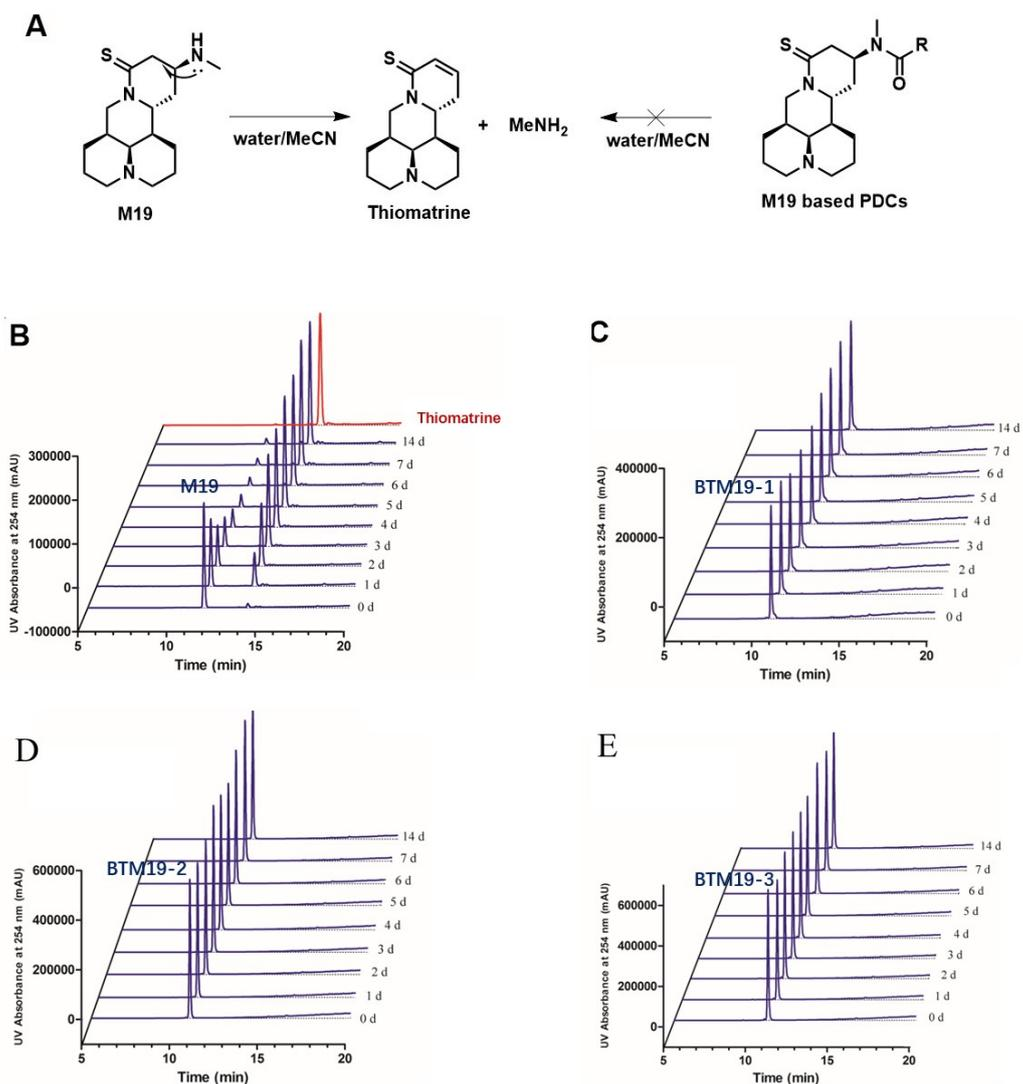 A
S
H
N
N
N
M19
water/MeCN
S
N
N
Thiomatrine
+
MeNH2
water/MeCN
S
N
R
O
N
N
M19 based PDCs
B
UV Absorbance at 254 nm (mAU)
300000
200000
100000
0
-100000
M19
Thiomatrine
14 d
7 d
6 d
5 d
4 d
3 d
2 d
1 d
0 d
5
10
15
20
Time (min)
C
UV Absorbance at 254 nm (mAU)
400000
200000
0
BTM19-1
14 d
7 d
6 d
5 d
4 d
3 d
2 d
1 d
0 d
5
10
15
20
Time (min)
D
UV Absorbance at 254 nm (mAU)
600000
400000
200000
0
BTM19-2
14 d
7 d
6 d
5 d
4 d
3 d
2 d
1 d
0 d
5
10
15
20
Time (min)
E
UV Absorbance at 254 nm (mAU)
600000
400000
200000
0
BTM19-3
14 d
7 d
6 d
5 d
4 d
3 d
2 d
1 d
0 d
5
10
15
20
Time (min)